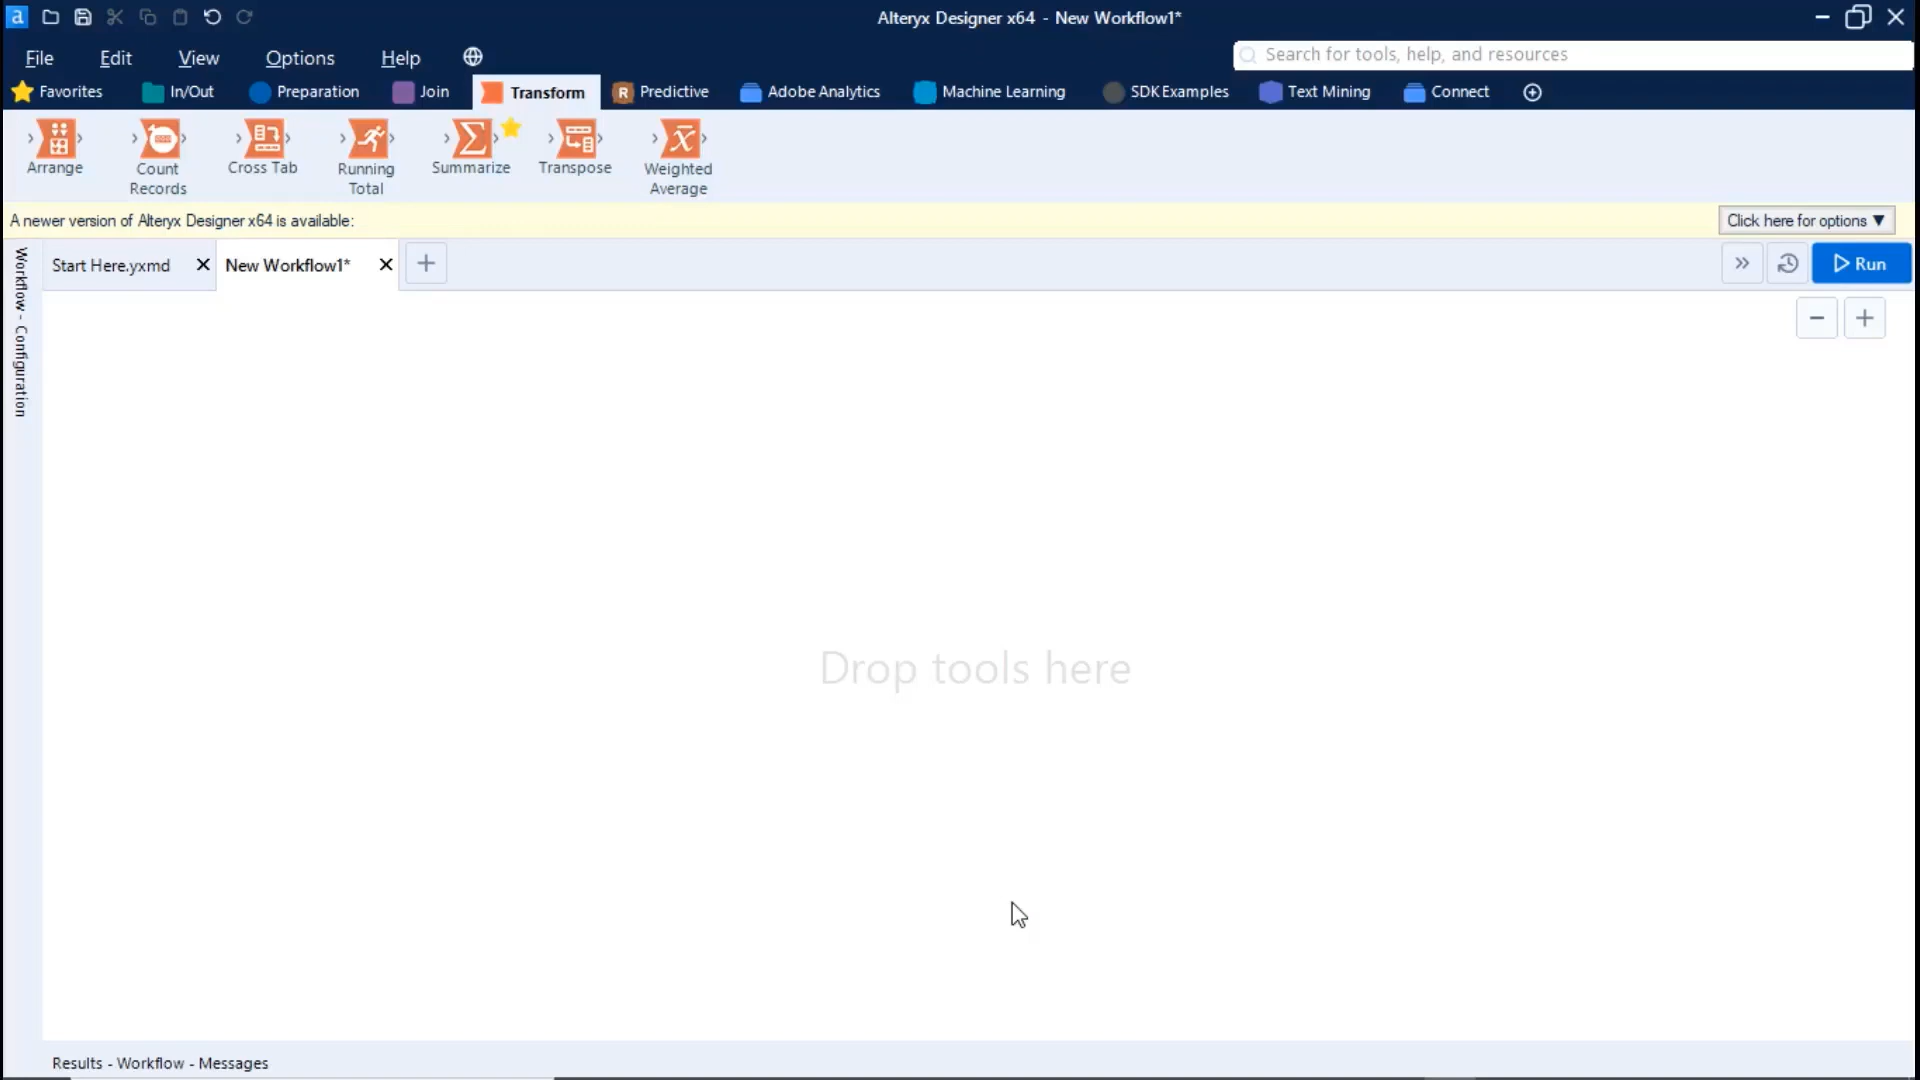 a
Alteryx Designer x64 - New Workflow1*
File Edit View Options Help
Search for tools, help, and resources
Favorites In/Out Preparation Join Transform R Predictive Adobe Analytics Machine Learning SDK Examples Text Mining Connect
Arrange
Count
Records
Cross Tab
Running
Total
Summarize
Transpose
Weighted
Average
A newer version of Alteryx Designer x64 is available:
Click here for options ▼
Workflow - Configuration
Start Here.yxmd
New Workflow1*
Run
Drop tools here
Results - Workflow - Messages